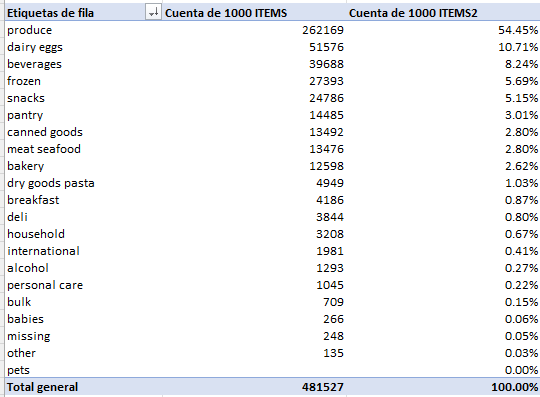 Etiquetas de fila Cuenta de 1000 ITEMS Cuenta de 1000 ITEMS2
produce 262169 54.45%
dairy eggs 51576 10.71%
beverages 39688 8.24%
frozen 27393 5.69%
snacks 24786 5.15%
pantry 14485 3.01%
canned goods 13492 2.80%
meat seafood 13476 2.80%
bakery 12598 2.62%
dry goods pasta 4949 1.03%
breakfast 4186 0.87%
deli 3844 0.80%
household 3208 0.67%
international 1981 0.41%
alcohol 1293 0.27%
personal care 1045 0.22%
bulk 709 0.15%
babies 266 0.06%
missing 248 0.05%
other 135 0.03%
pets 0.00%
Total general 481527 100.00%